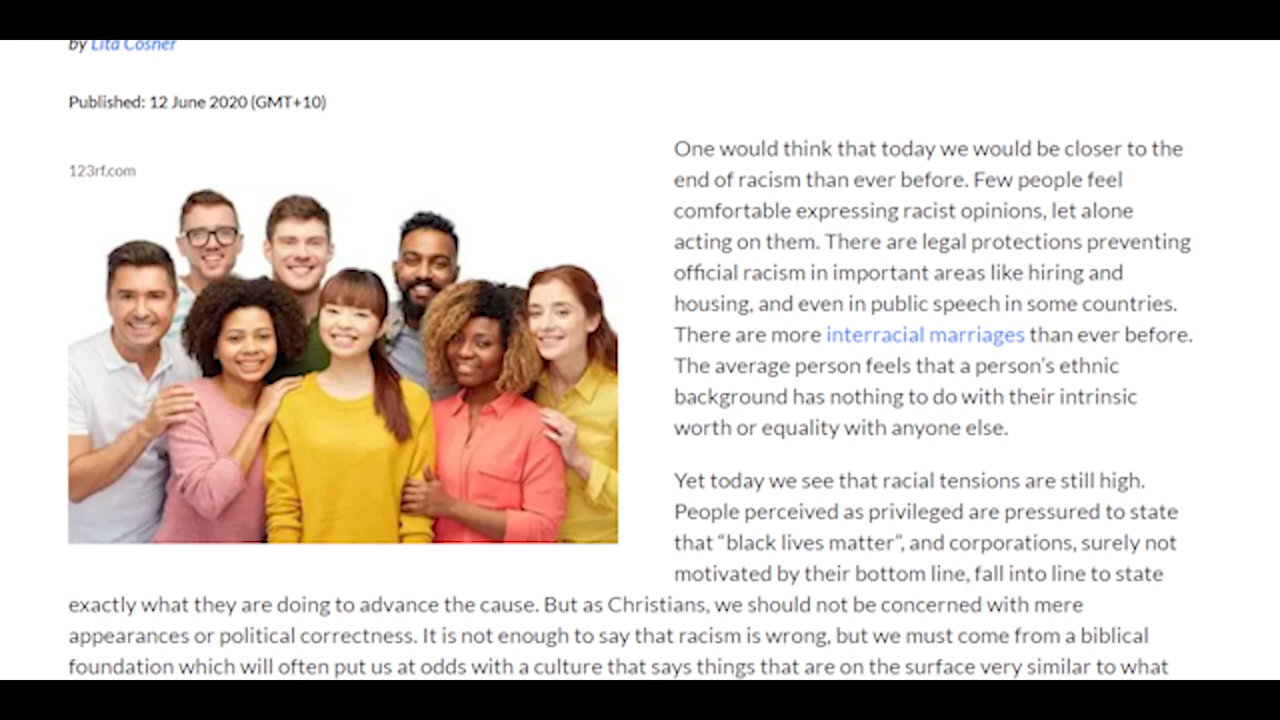 by Lita Cosner
Published: 12 June 2020 (GMT+10)
123rf.com
One would think that today we would be closer to the
end of racism than ever before. Few people feel
comfortable expressing racist opinions, let alone
acting on them. There are legal protections preventing
official racism in important areas like hiring and
housing, and even in public speech in some countries.
There are more interracial marriages than ever before.
The average person feels that a person’s ethnic
background has nothing to do with their intrinsic
worth or equality with anyone else.
Yet today we see that racial tensions are still high.
People perceived as privileged are pressured to state
that “black lives matter”, and corporations, surely not
motivated by their bottom line, fall into line to state
exactly what they are doing to advance the cause. But as Christians, we should not be concerned with mere
appearances or political correctness. It is not enough to say that racism is wrong, but we must come from a biblical
foundation which will often put us at odds with a culture that says things that are on the surface very similar to what